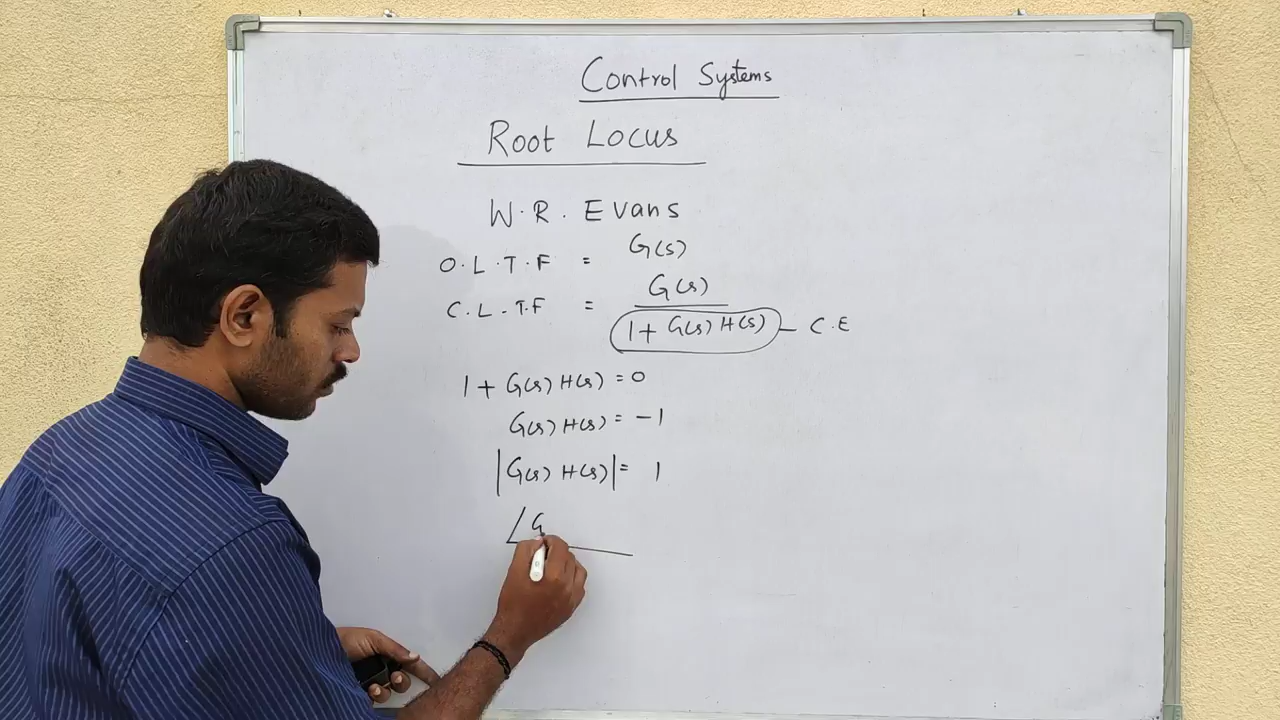 Control Systems
Root Locus
W.R. Evans
O.L.T.F = G(s)
C.L.T.F = G(s)
1 + G(s) H(s) - C.E
1 + G(s) H(s) = 0
G(s) H(s) = -1
|G(s) H(s)| = 1
∠G